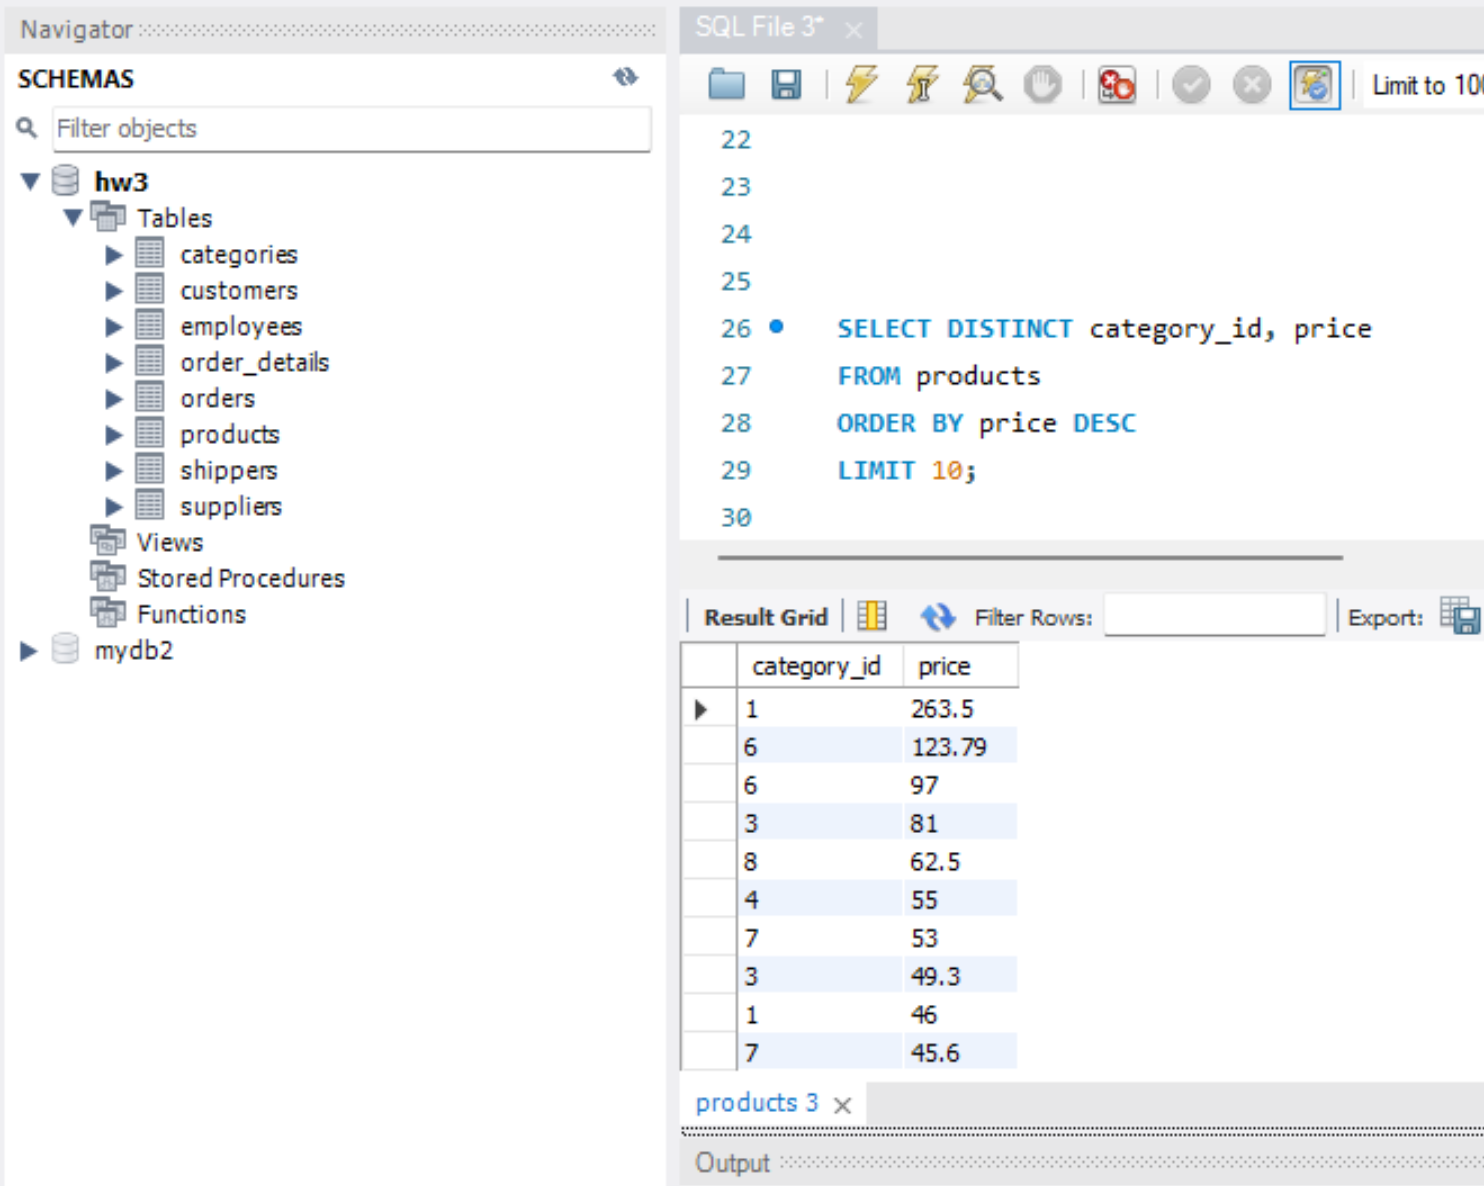 Navigator
SCHEMAS
Filter objects
hw3
Tables
categories
customers
employees
order_details
orders
products
shippers
suppliers
Views
Stored Procedures
Functions
mydb2
SQL File 3*
Limit to 100
22
23
24
25
26 SELECT DISTINCT category_id, price
27 FROM products
28 ORDER BY price DESC
29 LIMIT 10;
30
Result Grid Filter Rows: Export:
category_id price
1 263.5
6 123.79
6 97
3 81
8 62.5
4 55
7 53
3 49.3
1 46
7 45.6
products 3
Output